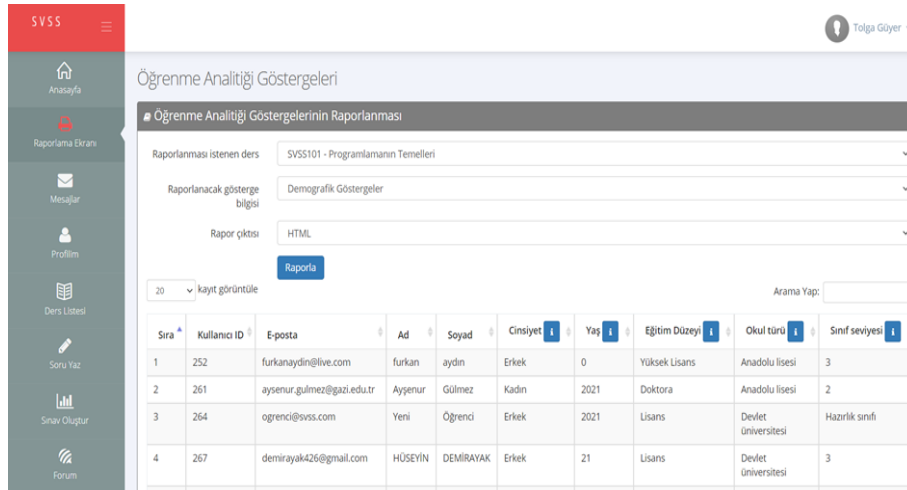 SVSS
Tolga Güyer
Anasayfa
Raporlama Ekranı
Mesajlar
Profilim
Ders Listesi
Soru Yaz
Sınav Oluştur
Forum
Öğrenme Analitiği Göstergeleri
Öğrenme Analitiği Göstergelerinin Raporlanması
Raporlanması istenen ders SVSS101 - Programlamanın Temelleri
Raporlanacak gösterge bilgisi Demografik Göstergeler
Rapor çıktısı HTML
Raporla
20 kayıt görüntüle Arama Yap:
Sıra Kullanıcı ID E-posta Ad Soyad Cinsiyet i Yaş i Eğitim Düzeyi i Okul türü i Sınıf seviyesi i
1 252 furkanaydin@live.com furkan aydın Erkek 0 Yüksek Lisans Anadolu lisesi 3
2 261 aysenur.gulmez@gazi.edu.tr Ayşenur Gülmez Kadın 2021 Doktora Anadolu lisesi 2
3 264 ogrenci@svss.com Yeni Öğrenci Erkek 2021 Lisans Devlet üniversitesi Hazırlık sınıfı
4 267 demirayak426@gmail.com HÜSEYİN DEMİRAYAK Erkek 21 Lisans Devlet üniversitesi 3